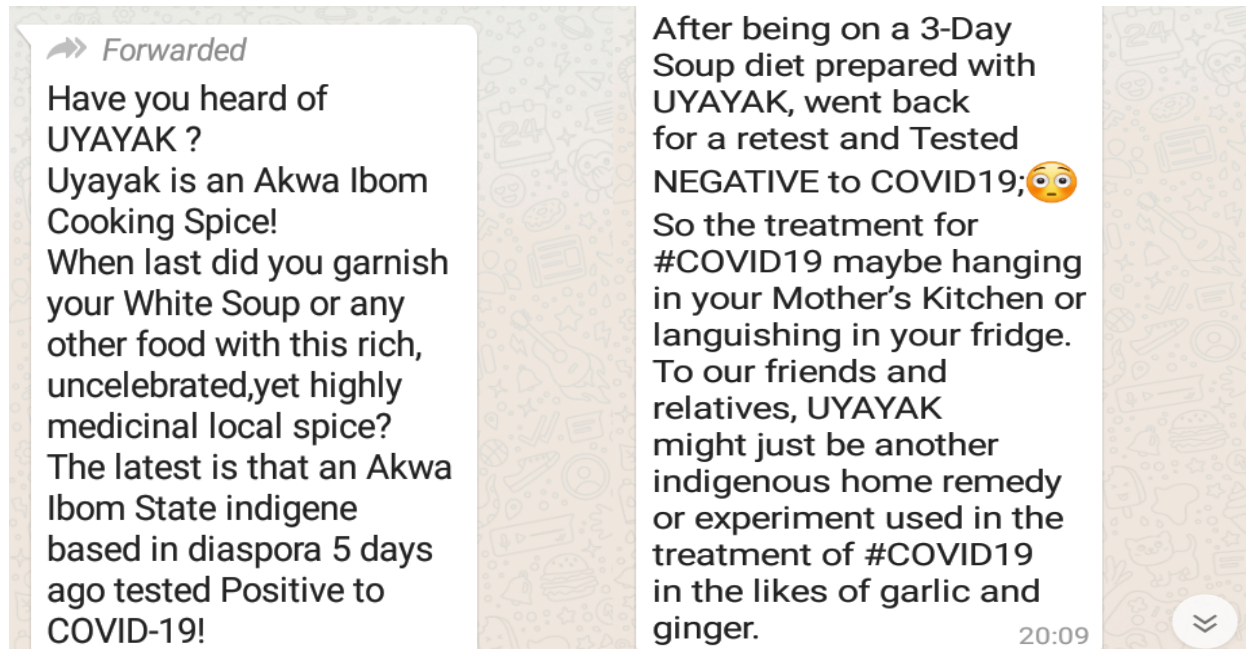 Forwarded
Have you heard of
UYAYAK ?
Uyayak is an Akwa Ibom
Cooking Spice!
When last did you garnish
your White Soup or any
other food with this rich,
uncelebrated,yet highly
medicinal local spice?
The latest is that an Akwa
Ibom State indigene
based in diaspora 5 days
ago tested Positive to
COVID-19!
After being on a 3-Day
Soup diet prepared with
UYAYAK, went back
for a retest and Tested
NEGATIVE to COVID19;😳
So the treatment for
#COVID19 maybe hanging
in your Mother’s Kitchen or
languishing in your fridge.
To our friends and
relatives, UYAYAK
might just be another
indigenous home remedy
or experiment used in the
treatment of #COVID19
in the likes of garlic and
ginger.
20:09